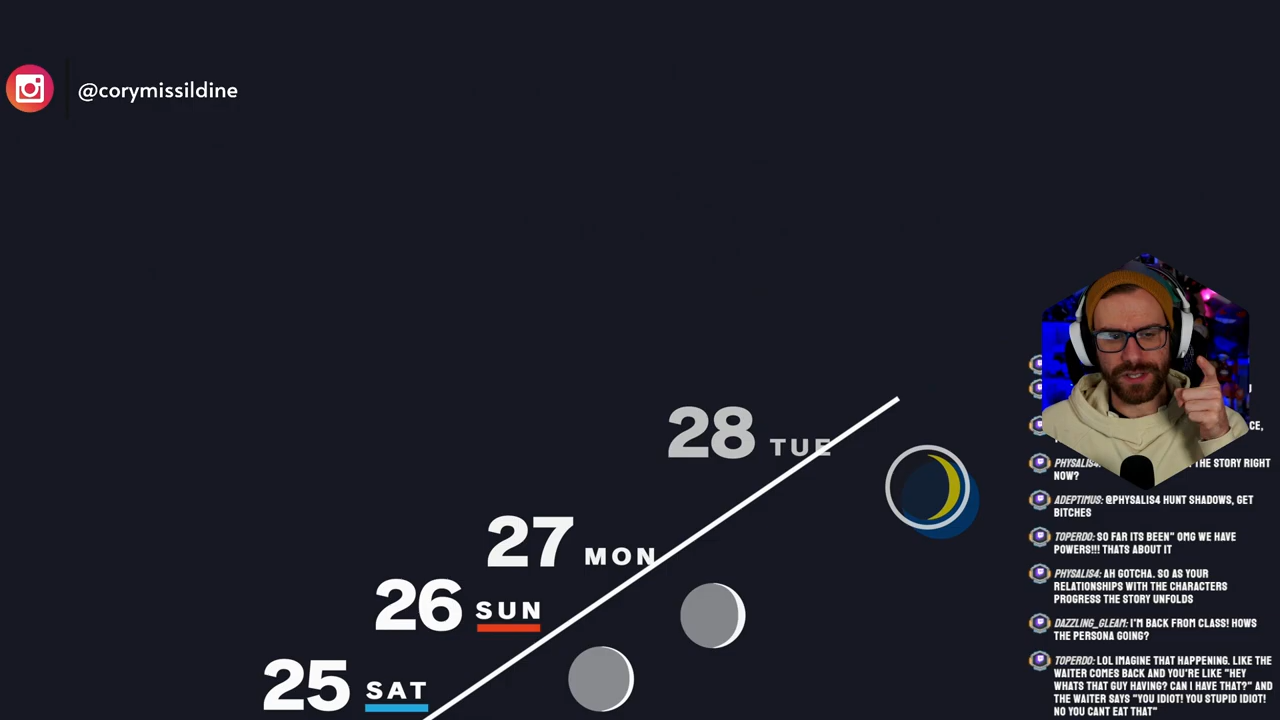 @corymissildine
28 TUE
27 MON
26 SUN
25 SAT
CE,
PHYSALIS4:
THE STORY RIGHT
NOW?
ADEPTIMUS: @PHYSALIS4 HUNT SHADOWS, GET
BITCHES
TOPERDO: SO FAR ITS BEEN" OMG WE HAVE
POWERS!!! THATS ABOUT IT
PHYSALIS4: AH GOTCHA. SO AS YOUR
RELATIONSHIPS WITH THE CHARACTERS
PROGRESS THE STORY UNFOLDS
DAZZLING_GLEAM: I'M BACK FROM CLASS! HOWS
THE PERSONA GOING?
TOPERDO: LOL IMAGINE THAT HAPPENING. LIKE THE
WAITER COMES BACK AND YOU'RE LIKE "HEY
WHATS THAT GUY HAVING? CAN I HAVE THAT?" AND
THE WAITER SAYS "YOU IDIOT! YOU STUPID IDIOT!
NO YOU CANT EAT THAT"